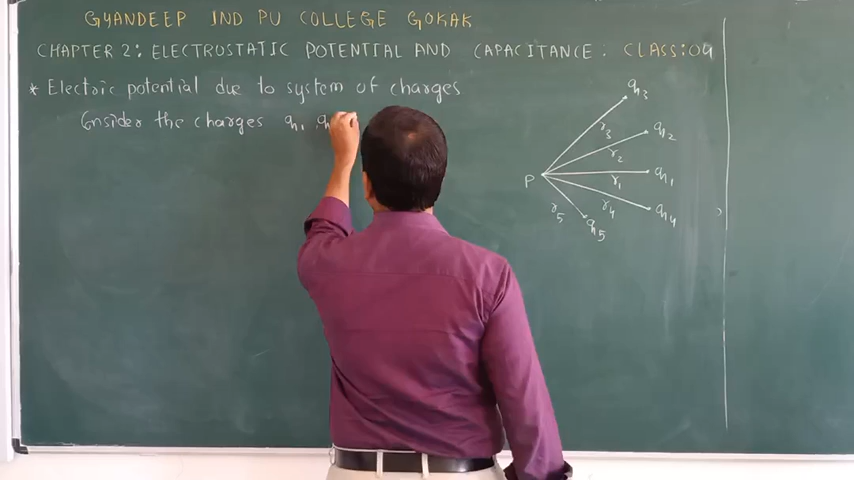 GYANDEEP IND PU COLLEGE GOKAK
CHAPTER 2: ELECTROSTATIC POTENTIAL AND CAPACITANCE. CLASS:04
* Electric potential due to system of charges
Consider the charges q1, q
q3
r3
q2
r2
P
q1
r1
r4
q4
r5
q5